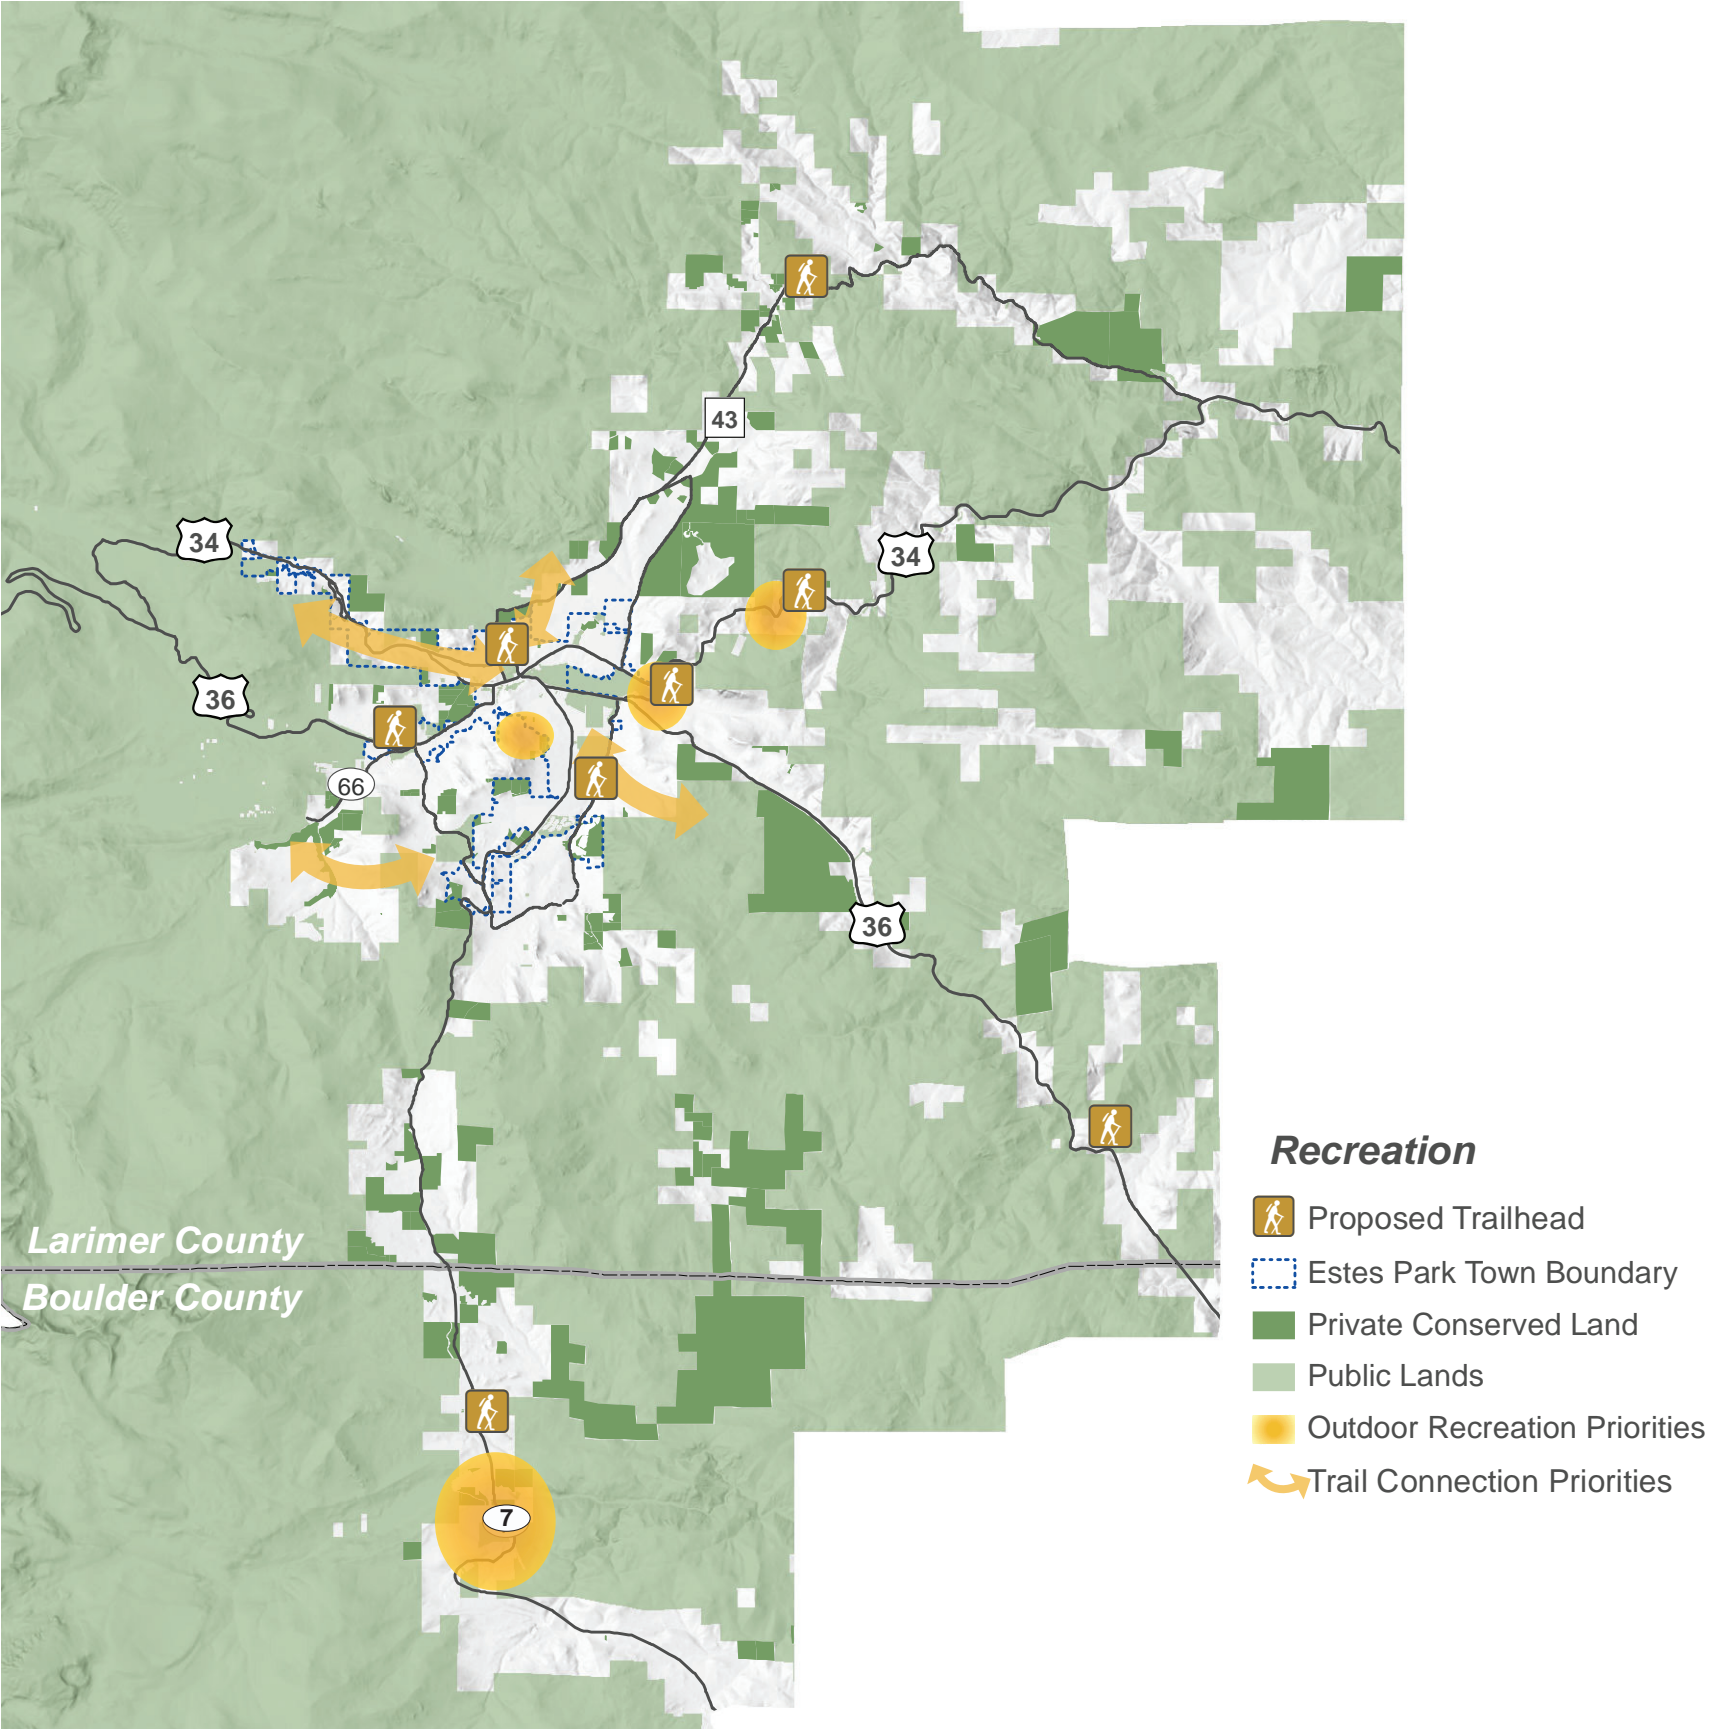 43
34
34
36
66
36
Larimer County
Boulder County
7
Recreation
Proposed Trailhead
Estes Park Town Boundary
Private Conserved Land
Public Lands
Outdoor Recreation Priorities
Trail Connection Priorities